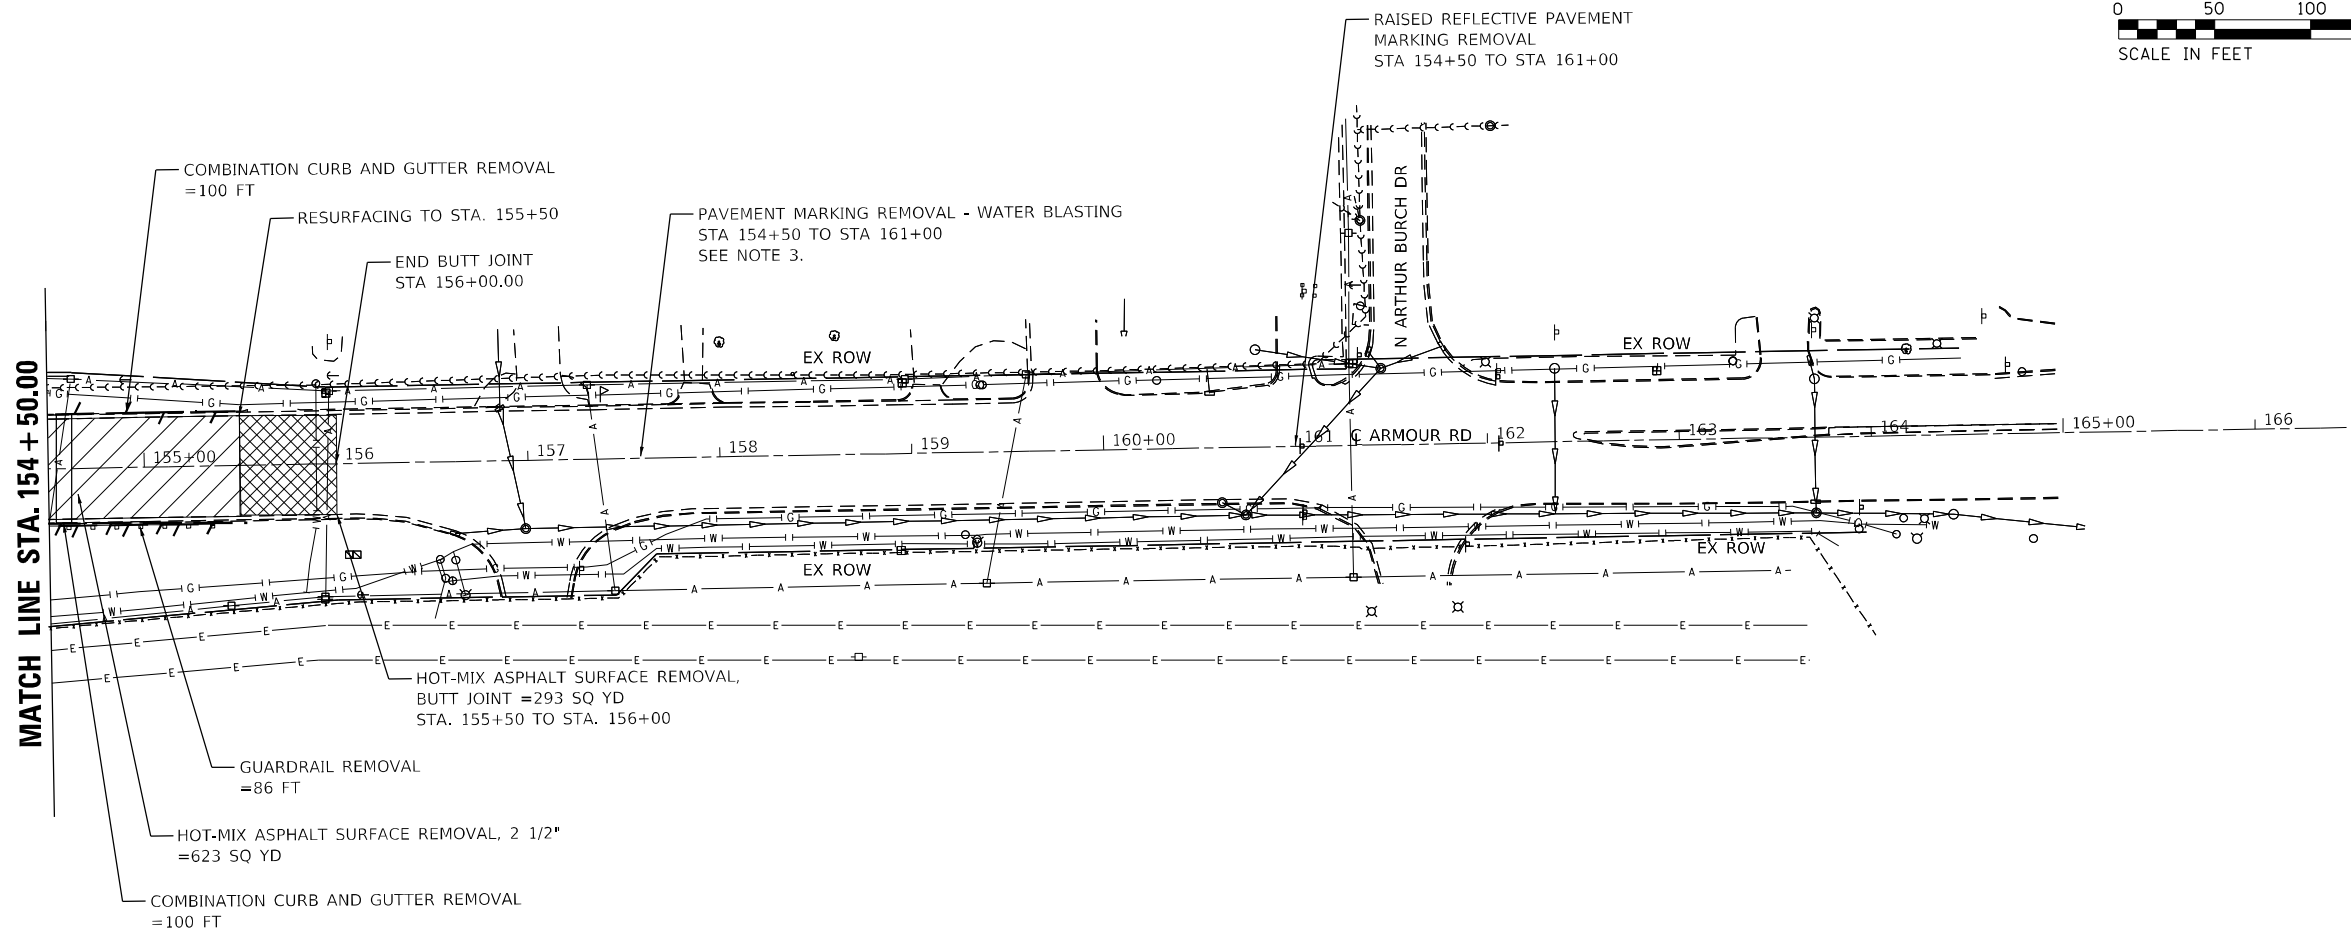 0 50 100
SCALE IN FEET
RAISED REFLECTIVE PAVEMENT
MARKING REMOVAL
STA 154+50 TO STA 161+00
COMBINATION CURB AND GUTTER REMOVAL
=100 FT
RESURFACING TO STA. 155+50
PAVEMENT MARKING REMOVAL - WATER BLASTING
STA 154+50 TO STA 161+00
SEE NOTE 3.
END BUTT JOINT
STA 156+00.00
N ARTHUR BURCH DR
EX ROW
EX ROW
MATCH LINE STA. 154+50.00
155+00 156 157 158 159 160+00 161 162 163 164 165+00 166
ARMOUR RD
EX ROW
EX ROW
HOT-MIX ASPHALT SURFACE REMOVAL,
BUTT JOINT =293 SQ YD
STA. 155+50 TO STA. 156+00
GUARDRAIL REMOVAL
=86 FT
HOT-MIX ASPHALT SURFACE REMOVAL, 2 1/2"
=623 SQ YD
COMBINATION CURB AND GUTTER REMOVAL
=100 FT